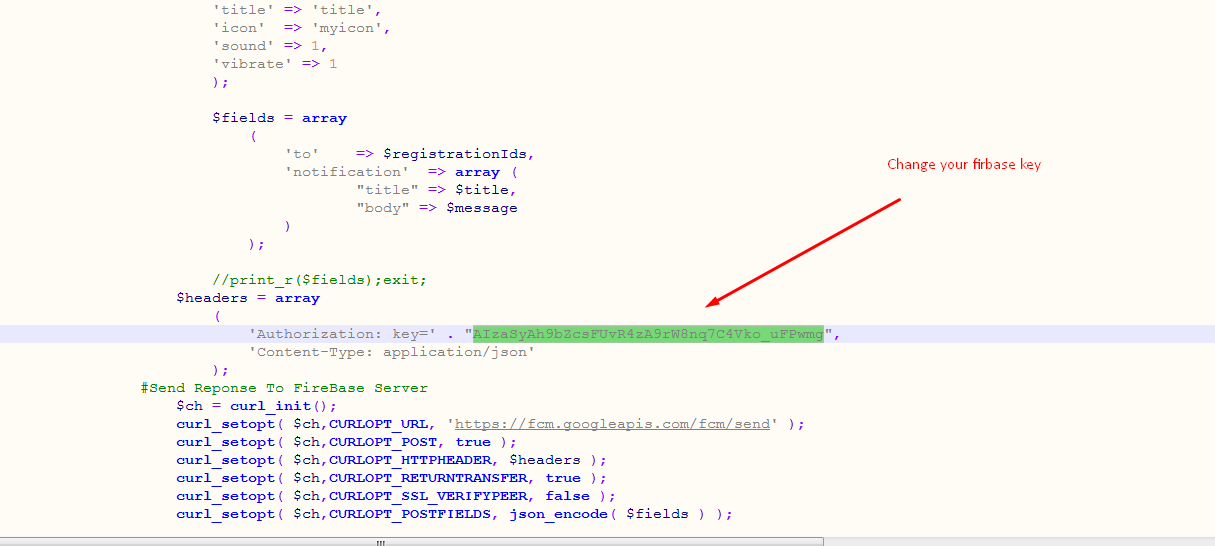 'title' => 'title',
'icon'  => 'myicon',
'sound' => 1,
'vibrate' => 1
);
$fields = array
(
'to'    => $registrationIds,
'notification'  => array (
"title" => $title,
"body" => $message
)
);
Change your firbase key
//print_r($fields);exit;
$headers = array
(
'Authorization: key=' . "AIzaSyAh9bZcsFUvR4zA9rW8nq7C4Vko_uFPwmg",
'Content-Type: application/json'
);
#Send Reponse To FireBase Server
$ch = curl_init();
curl_setopt( $ch,CURLOPT_URL, 'https://fcm.googleapis.com/fcm/send' );
curl_setopt( $ch,CURLOPT_POST, true );
curl_setopt( $ch,CURLOPT_HTTPHEADER, $headers );
curl_setopt( $ch,CURLOPT_RETURNTRANSFER, true );
curl_setopt( $ch,CURLOPT_SSL_VERIFYPEER, false );
curl_setopt( $ch,CURLOPT_POSTFIELDS, json_encode( $fields ) );